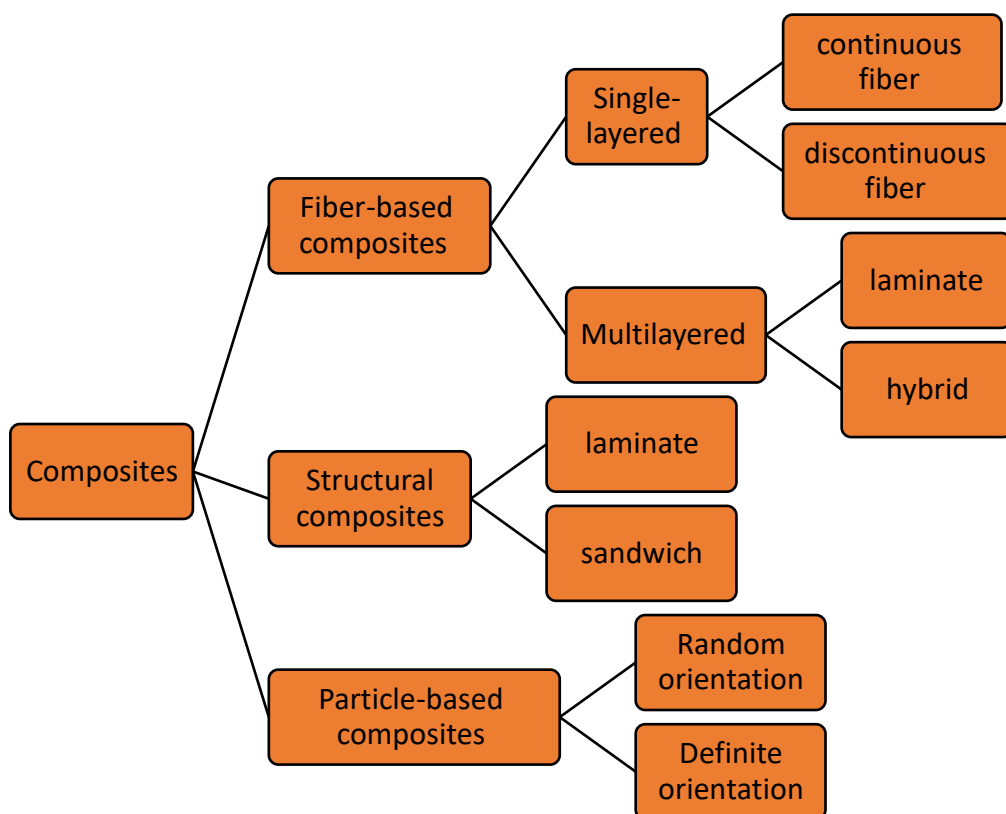 Composites
Fiber-based
composites
Single-
layered
continuous
fiber
discontinuous
fiber
Multilayered
laminate
hybrid
Structural
composites
laminate
sandwich
Particle-based
composites
Random
orientation
Definite
orientation